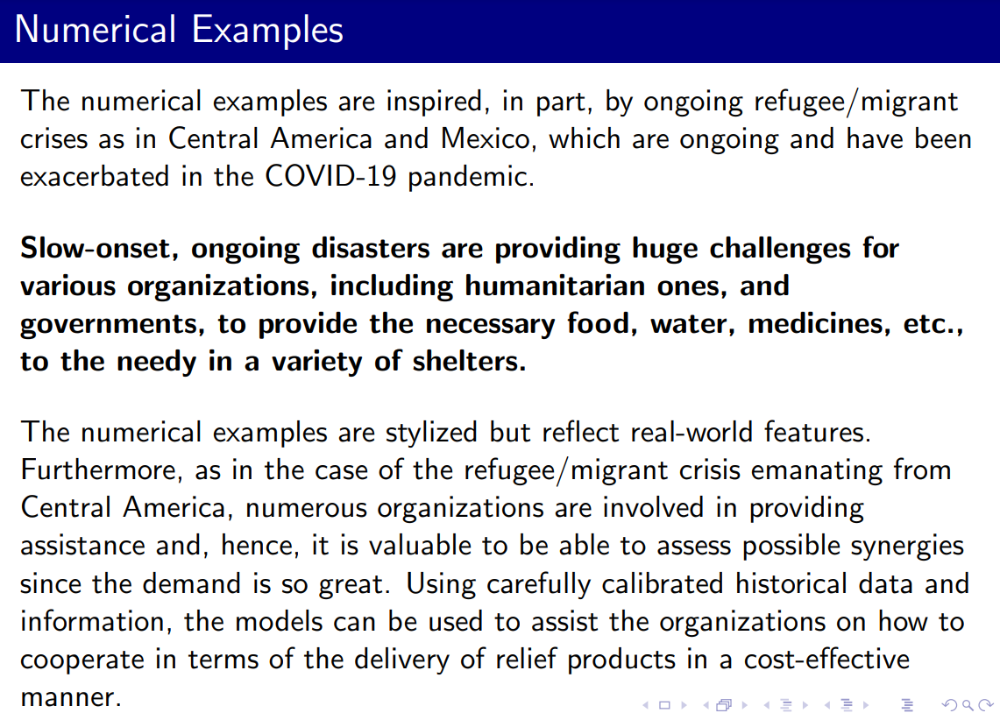 Numerical Examples
The numerical examples are inspired, in part, by ongoing refugee/migrant
crises as in Central America and Mexico, which are ongoing and have been
exacerbated in the COVID-19 pandemic.
Slow-onset, ongoing disasters are providing huge challenges for
various organizations, including humanitarian ones, and
governments, to provide the necessary food, water, medicines, etc.,
to the needy in a variety of shelters.
The numerical examples are stylized but reflect real-world features.
Furthermore, as in the case of the refugee/migrant crisis emanating from
Central America, numerous organizations are involved in providing
assistance and, hence, it is valuable to be able to assess possible synergies
since the demand is so great. Using carefully calibrated historical data and
information, the models can be used to assist the organizations on how to
cooperate in terms of the delivery of relief products in a cost-effective
manner.